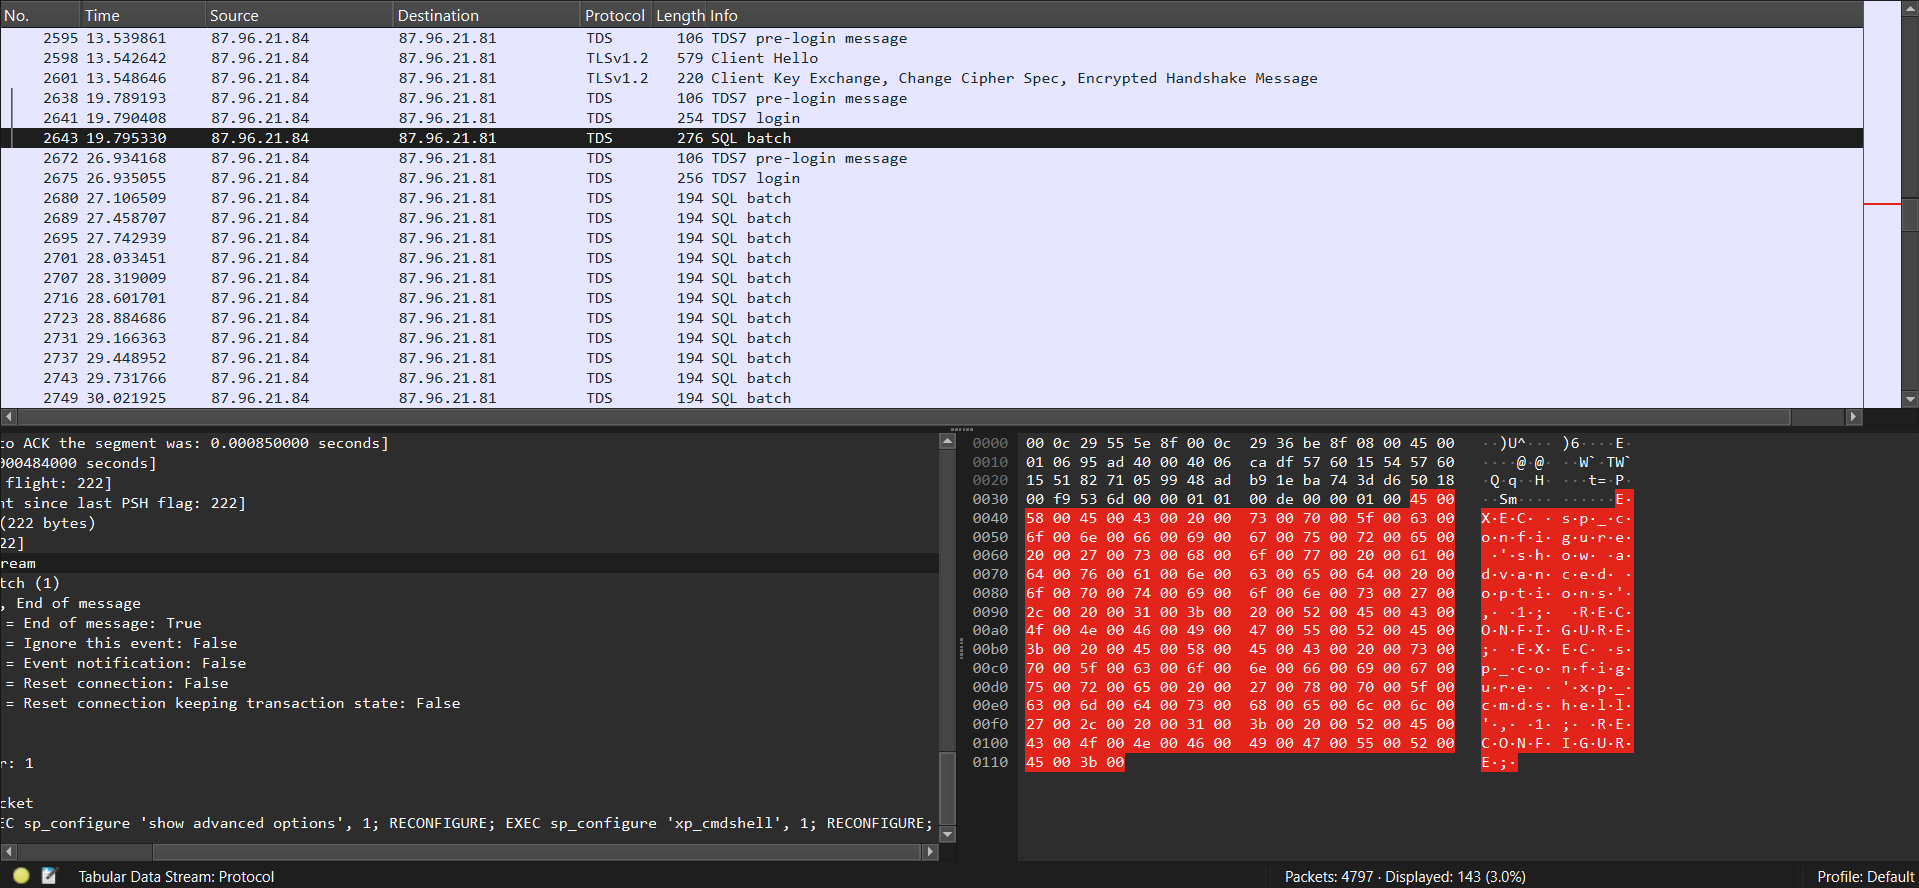 No. Time Source Destination Protocol Length Info
2595 13.539861 87.96.21.84 87.96.21.81 TDS 106 TDS7 pre-login message
2598 13.542642 87.96.21.84 87.96.21.81 TLSv1.2 579 Client Hello
2601 13.548646 87.96.21.84 87.96.21.81 TLSv1.2 220 Client Key Exchange, Change Cipher Spec, Encrypted Handshake Message
2638 19.789193 87.96.21.84 87.96.21.81 TDS 106 TDS7 pre-login message
2641 19.790408 87.96.21.84 87.96.21.81 TDS 254 TDS7 login
2643 19.795330 87.96.21.84 87.96.21.81 TDS 276 SQL batch
2672 26.934168 87.96.21.84 87.96.21.81 TDS 106 TDS7 pre-login message
2675 26.935055 87.96.21.84 87.96.21.81 TDS 256 TDS7 login
2680 27.106509 87.96.21.84 87.96.21.81 TDS 194 SQL batch
2689 27.458707 87.96.21.84 87.96.21.81 TDS 194 SQL batch
2695 27.742939 87.96.21.84 87.96.21.81 TDS 194 SQL batch
2701 28.033451 87.96.21.84 87.96.21.81 TDS 194 SQL batch
2707 28.319009 87.96.21.84 87.96.21.81 TDS 194 SQL batch
2716 28.601701 87.96.21.84 87.96.21.81 TDS 194 SQL batch
2723 28.884686 87.96.21.84 87.96.21.81 TDS 194 SQL batch
2731 29.166363 87.96.21.84 87.96.21.81 TDS 194 SQL batch
2737 29.448952 87.96.21.84 87.96.21.81 TDS 194 SQL batch
2743 29.731766 87.96.21.84 87.96.21.81 TDS 194 SQL batch
2749 30.021925 87.96.21.84 87.96.21.81 TDS 194 SQL batch
to ACK the segment was: 0.000850000 seconds]
000484000 seconds]
flight: 222]
nt since last PSH flag: 222]
(222 bytes)
22]
ream
tch (1)
, End of message
= End of message: True
= Ignore this event: False
= Event notification: False
= Reset connection: False
= Reset connection keeping transaction state: False
r: 1
cket
EC sp_configure 'show advanced options', 1; RECONFIGURE; EXEC sp_configure 'xp_cmdshell', 1; RECONFIGURE;
0000 00 0c 29 55 5e 8f 00 0c 29 36 be 8f 08 00 45 00 ··)U^··· )6····E·
0010 01 06 95 ad 40 00 40 06 ca df 57 60 15 54 57 60 ····@·@· ··W`·TW`
0020 15 51 82 71 05 99 48 ad b9 1e ba 74 3d d6 50 18 ·Q·q··H· ···t=·P·
0030 00 f9 53 6d 00 00 01 01 00 de 00 00 01 00 45 00 ··Sm···· ······E·
0040 58 00 45 00 43 00 20 00 73 00 70 00 5f 00 63 00 X·E·C· · s·p·_·c·
0050 6f 00 6e 00 66 00 69 00 67 00 75 00 72 00 65 00 o·n·f·i· g·u·r·e·
0060 20 00 27 00 73 00 68 00 6f 00 77 00 20 00 61 00  ·'·s·h· o·w· ·a·
0070 64 00 76 00 61 00 6e 00 63 00 65 00 64 00 20 00 d·v·a·n· c·e·d· ·
0080 6f 00 70 00 74 00 69 00 6f 00 6e 00 73 00 27 00 o·p·t·i· o·n·s·'·
0090 2c 00 20 00 31 00 3b 00 20 00 52 00 45 00 43 00 ,· ·1·;·  ·R·E·C·
00a0 4f 00 4e 00 46 00 49 00 47 00 55 00 52 00 45 00 O·N·F·I· G·U·R·E·
00b0 3b 00 20 00 45 00 58 00 45 00 43 00 20 00 73 00 ;· ·E·X· E·C· ·s·
00c0 70 00 5f 00 63 00 6f 00 6e 00 66 00 69 00 67 00 p·_·c·o· n·f·i·g·
00d0 75 00 72 00 65 00 20 00 27 00 78 00 70 00 5f 00 u·r·e· · '·x·p·_·
00e0 63 00 6d 00 64 00 73 00 68 00 65 00 6c 00 6c 00 c·m·d·s· h·e·l·l·
00f0 27 00 2c 00 20 00 31 00 3b 00 20 00 52 00 45 00 '·,· ·1· ;· ·R·E·
0100 43 00 4f 00 4e 00 46 00 49 00 47 00 55 00 52 00 C·O·N·F· I·G·U·R·
0110 45 00 3b 00 E·;·
Tabular Data Stream: Protocol Packets: 4797 · Displayed: 143 (3.0%) Profile: Default